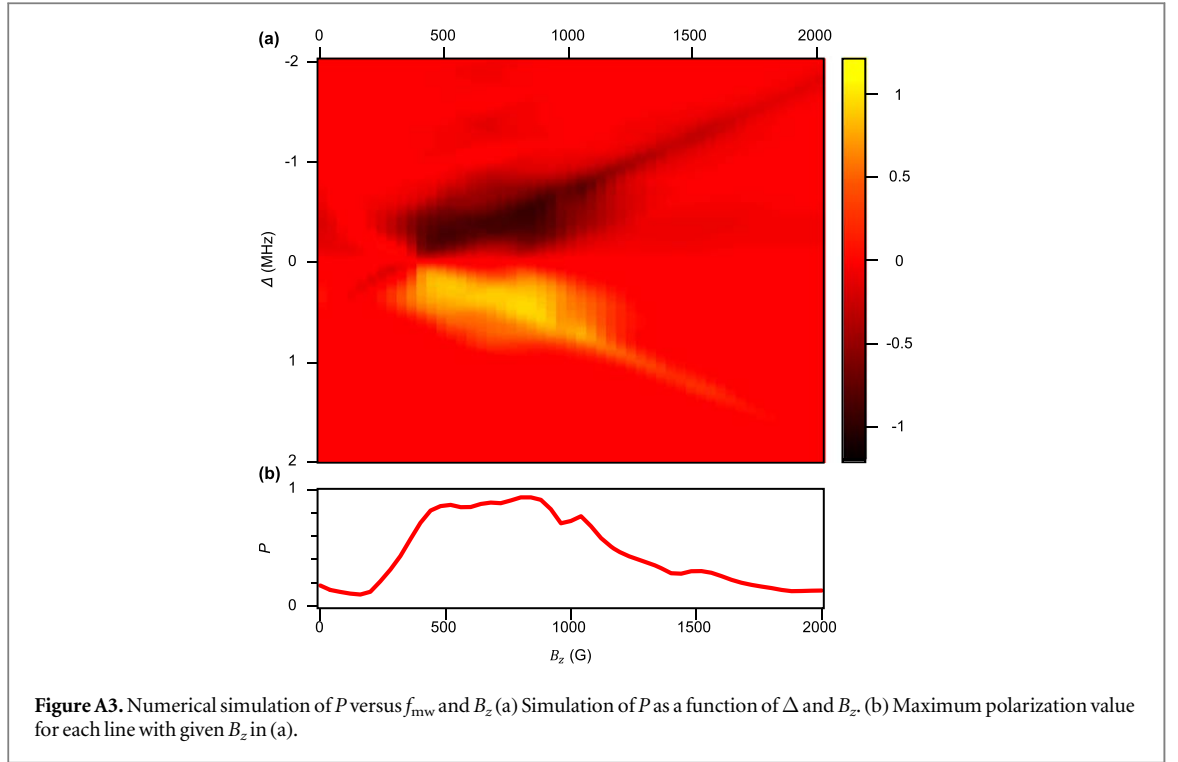 (a)
0 500 1000 1500 2000
-2
-1
0
1
2
Δ (MHz)
1
0.5
0
-0.5
-1
(b)
1
0
P
0 500 1000 1500 2000
B_z (G)
Figure A3. Numerical simulation of P versus f_mw and B_z (a) Simulation of P as a function of Δ and B_z. (b) Maximum polarization value
for each line with given B_z in (a).